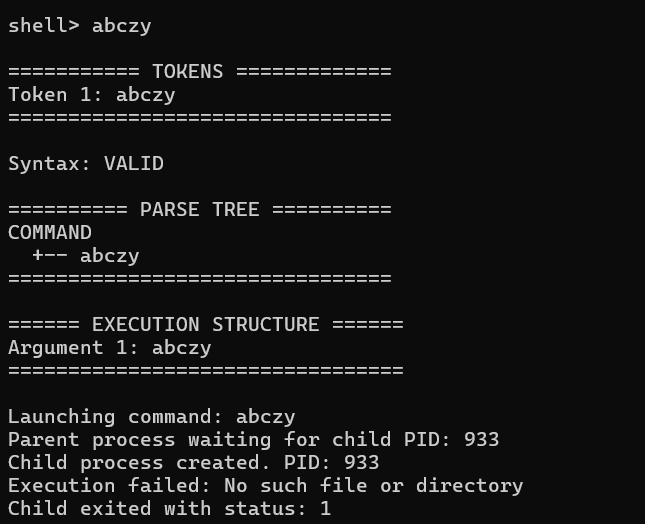 shell> abczy
=========== TOKENS =============
Token 1: abczy
================================
Syntax: VALID
========== PARSE TREE ==========
COMMAND
  +-- abczy
================================
====== EXECUTION STRUCTURE ======
Argument 1: abczy
=================================
Launching command: abczy
Parent process waiting for child PID: 933
Child process created. PID: 933
Execution failed: No such file or directory
Child exited with status: 1